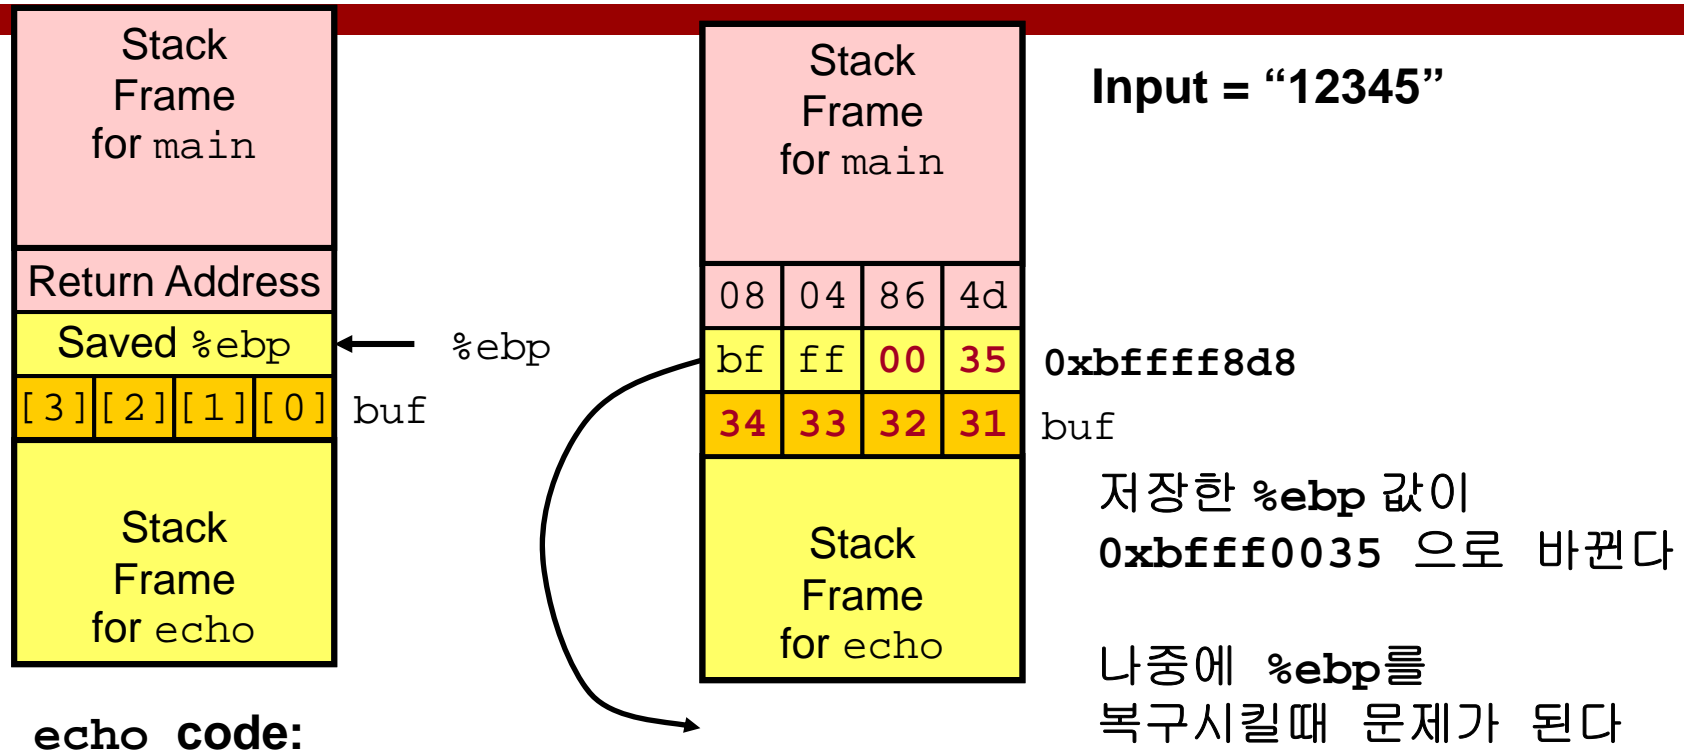 Stack
Frame
for main
Return Address
Saved %ebp
%ebp
[3] [2] [1] [0]
buf
Stack
Frame
for echo
echo code:
Stack
Frame
for main
08 04 86 4d
bf ff 00 35
0xbffff8d8
34 33 32 31
buf
Stack
Frame
for echo
Input = “12345”
저장한 %ebp 값이
0xbfff0035 으로 바뀐다
나중에 %ebp를
복구시킬때 문제가 된다